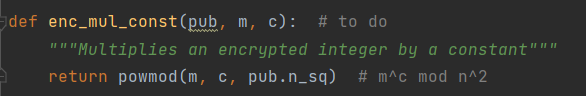 def enc_mul_const(pub, m, c):  # to do
    """Multiplies an encrypted integer by a constant"""
    return powmod(m, c, pub.n_sq)  # m^c mod n^2